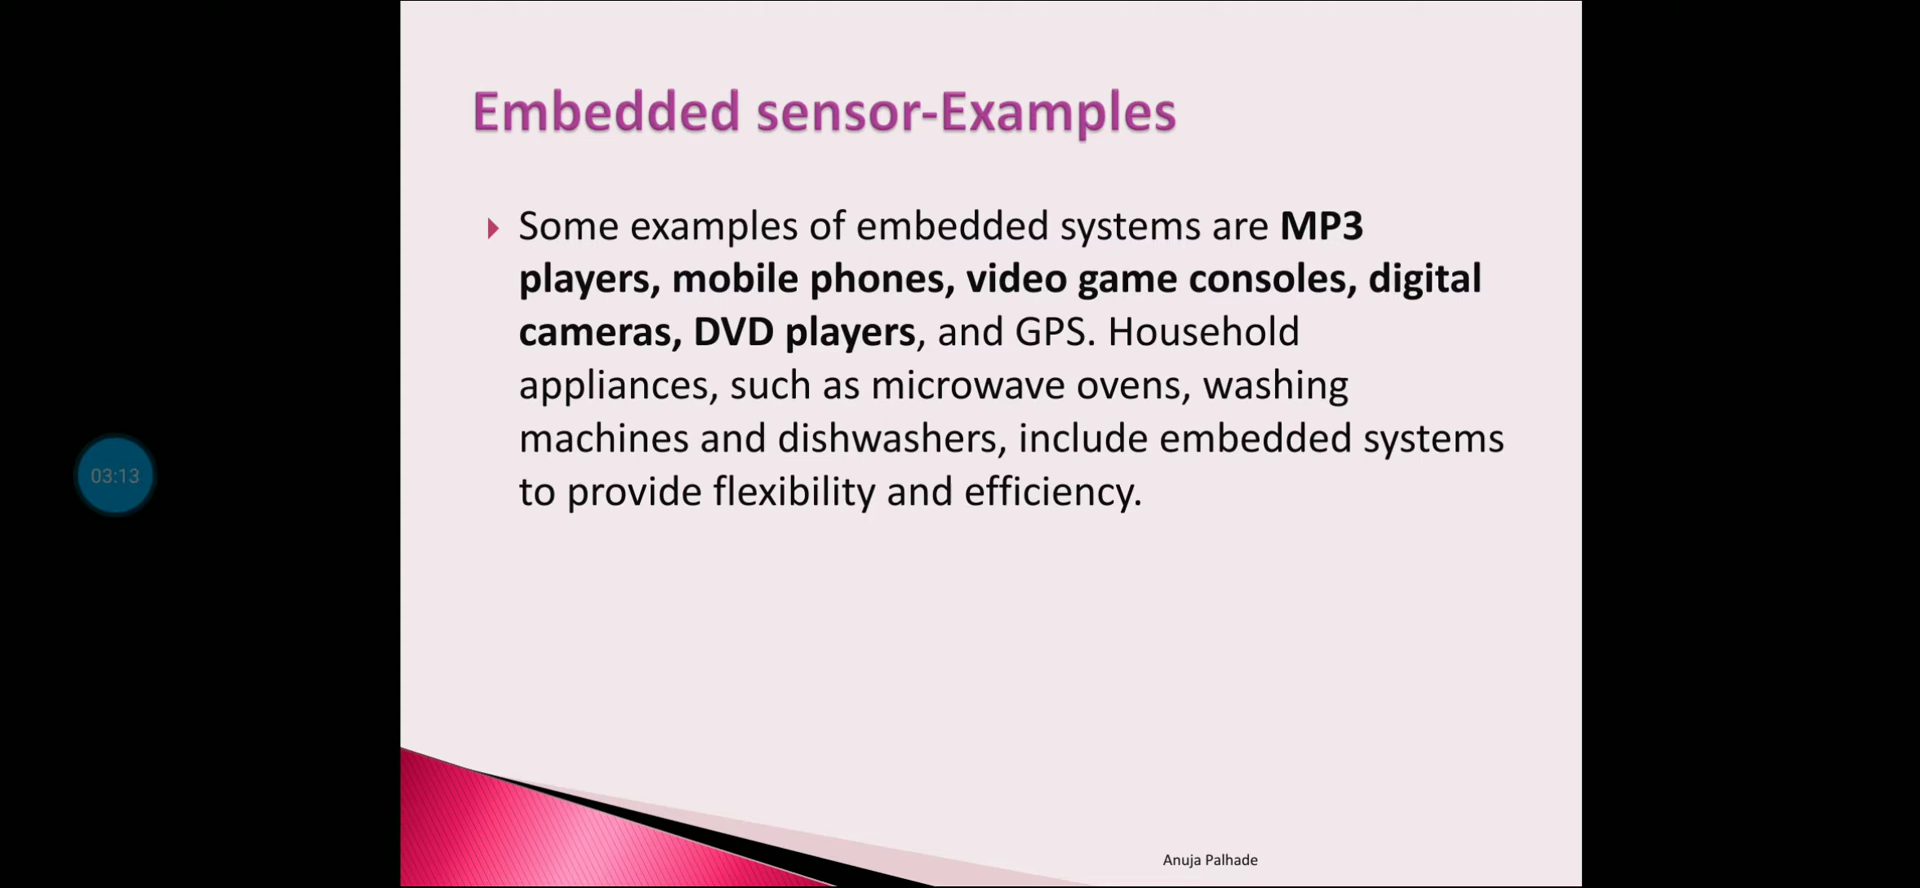 Embedded sensor-Examples
Some examples of embedded systems are MP3
players, mobile phones, video game consoles, digital
cameras, DVD players, and GPS. Household
appliances, such as microwave ovens, washing
machines and dishwashers, include embedded systems
to provide flexibility and efficiency.
03:13
Anuja Palhade